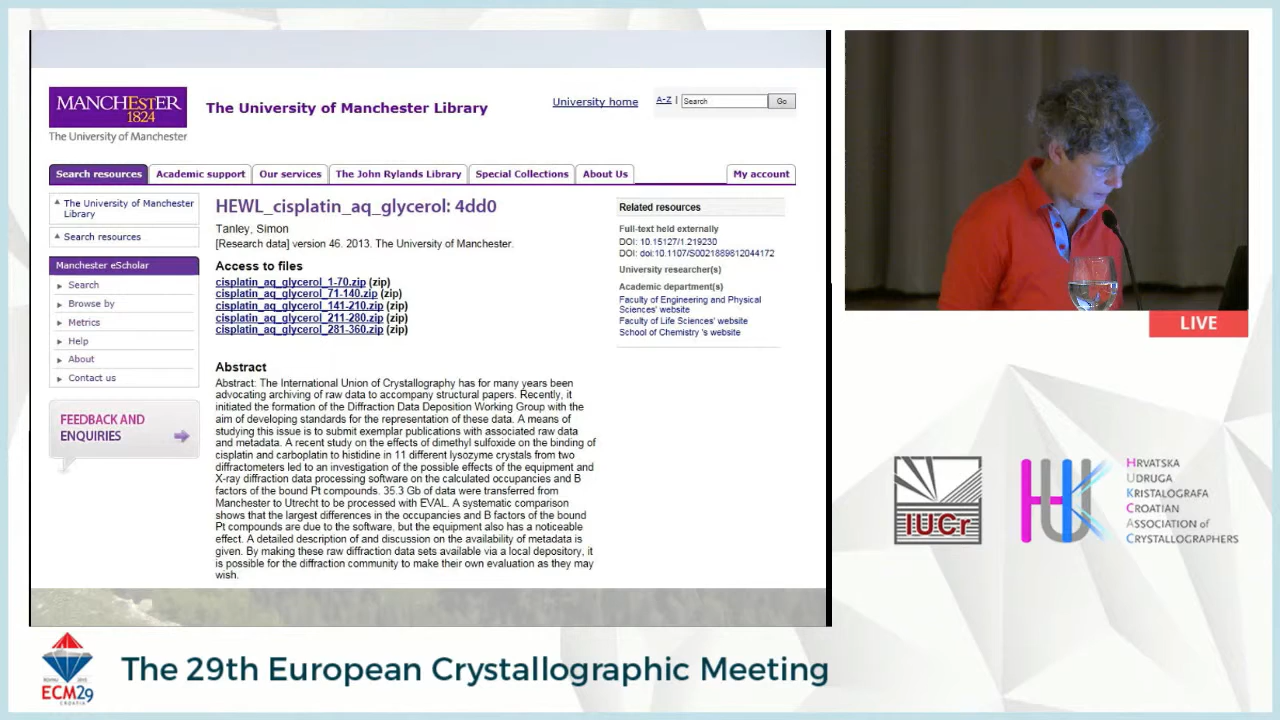 MANCHESTER
1824
The University of Manchester
The University of Manchester Library
University home
A-Z |
Search
Go
Search resources
Academic support
Our services
The John Rylands Library
Special Collections
About Us
My account
The University of Manchester
Library
Search resources
Manchester eScholar
Search
Browse by
Metrics
Help
About
Contact us
FEEDBACK AND
ENQUIRIES
HEWL_cisplatin_aq_glycerol: 4dd0
Tanley, Simon
[Research data] version 46. 2013. The University of Manchester.
Access to files
cisplatin_aq_glycerol_1-70.zip (zip)
cisplatin_aq_glycerol_71-140.zip (zip)
cisplatin_aq_glycerol_141-210.zip (zip)
cisplatin_aq_glycerol_211-280.zip (zip)
cisplatin_aq_glycerol_281-360.zip (zip)
Abstract
Abstract: The International Union of Crystallography has for many years been
advocating archiving of raw data to accompany structural papers. Recently, it
initiated the formation of the Diffraction Data Deposition Working Group with the
aim of developing standards for the representation of these data. A means of
studying this issue is to submit exemplar publications with associated raw data
and metadata. A recent study on the effects of dimethyl sulfoxide on the binding of
cisplatin and carboplatin to histidine in 11 different lysozyme crystals from two
diffractometers led to an investigation of the possible effects of the equipment and
X-ray diffraction data processing software on the calculated occupancies and B
factors of the bound Pt compounds. 35.3 Gb of data were transferred from
Manchester to Utrecht to be processed with EVAL. A systematic comparison
shows that the largest differences in the occupancies and B factors of the bound
Pt compounds are due to the software, but the equipment also has a noticeable
effect. A detailed description of and discussion on the availability of metadata is
given. By making these raw diffraction data sets available via a local depository, it
is possible for the diffraction community to make their own evaluation as they may
wish.
Related resources
Full-text held externally
DOI: 10.15127/1.219230
DOI: doi:10.1107/S0021889812044172
University researcher(s)
Academic department(s)
Faculty of Engineering and Physical
Sciences' website
Faculty of Life Sciences' website
School of Chemistry 's website
LIVE
IUCr
HRVATSKA
UDRUGA
KRISTALOGRAFA
CROATIAN
ASSOCIATION of
CRYSTALLOGRAPHERS
ECM29
CROATIA
The 29th European Crystallographic Meeting